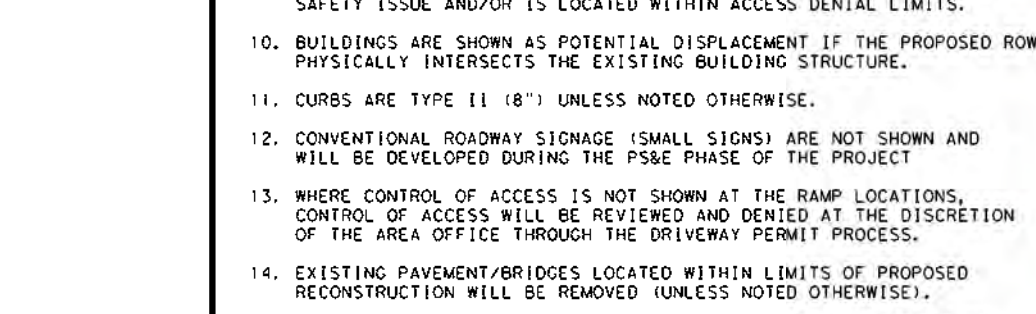 SAFETY ISSUE AND/OR IS LOCATED WITHIN ACCESS DENIAL LIMITS.
10. BUILDINGS ARE SHOWN AS POTENTIAL DISPLACEMENT IF THE PROPOSED ROW
PHYSICALLY INTERSECTS THE EXISTING BUILDING STRUCTURE.
11. CURBS ARE TYPE II (8") UNLESS NOTED OTHERWISE.
12. CONVENTIONAL ROADWAY SIGNAGE (SMALL SIGNS) ARE NOT SHOWN AND
WILL BE DEVELOPED DURING THE PS&E PHASE OF THE PROJECT
13. WHERE CONTROL OF ACCESS IS NOT SHOWN AT THE RAMP LOCATIONS,
CONTROL OF ACCESS WILL BE REVIEWED AND DENIED AT THE DISCRETION
OF THE AREA OFFICE THROUGH THE DRIVEWAY PERMIT PROCESS.
14. EXISTING PAVEMENT/BRIDGES LOCATED WITHIN LIMITS OF PROPOSED
RECONSTRUCTION WILL BE REMOVED (UNLESS NOTED OTHERWISE).